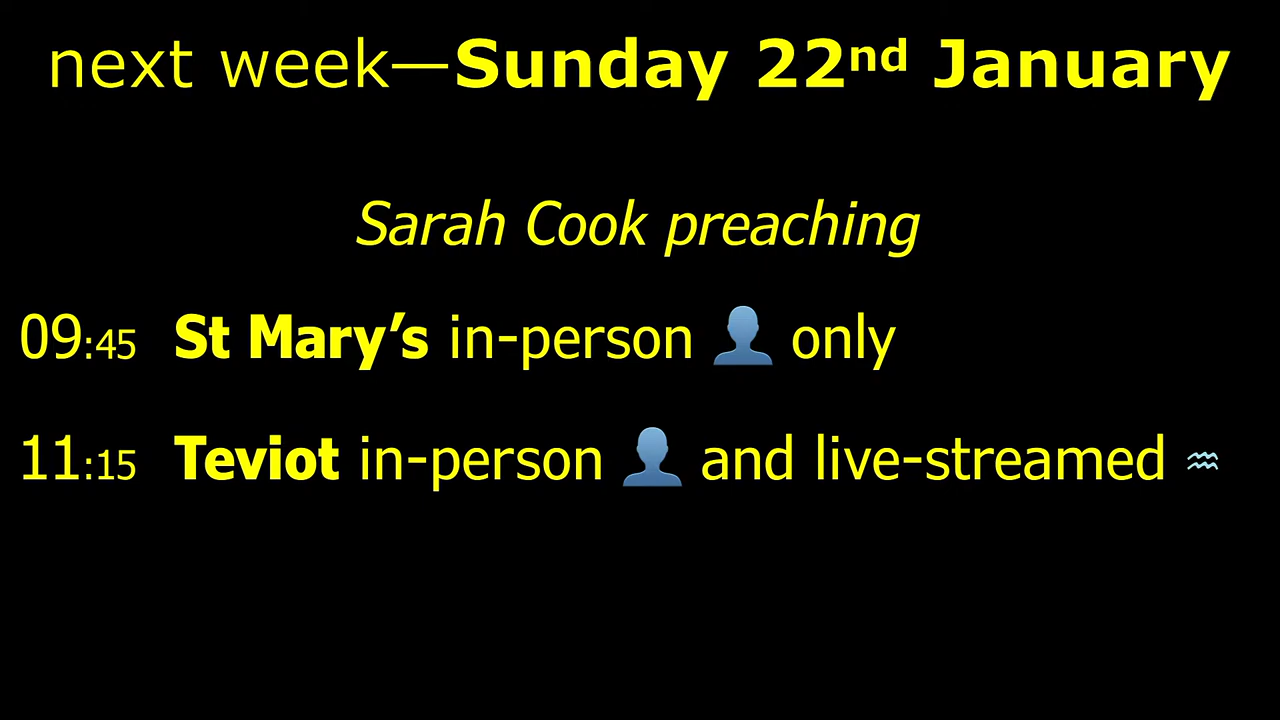 next week—Sunday 22nd January
Sarah Cook preaching
09:45 St Mary’s in-person 👤 only
11:15 Teviot in-person 👤 and live-streamed ♒